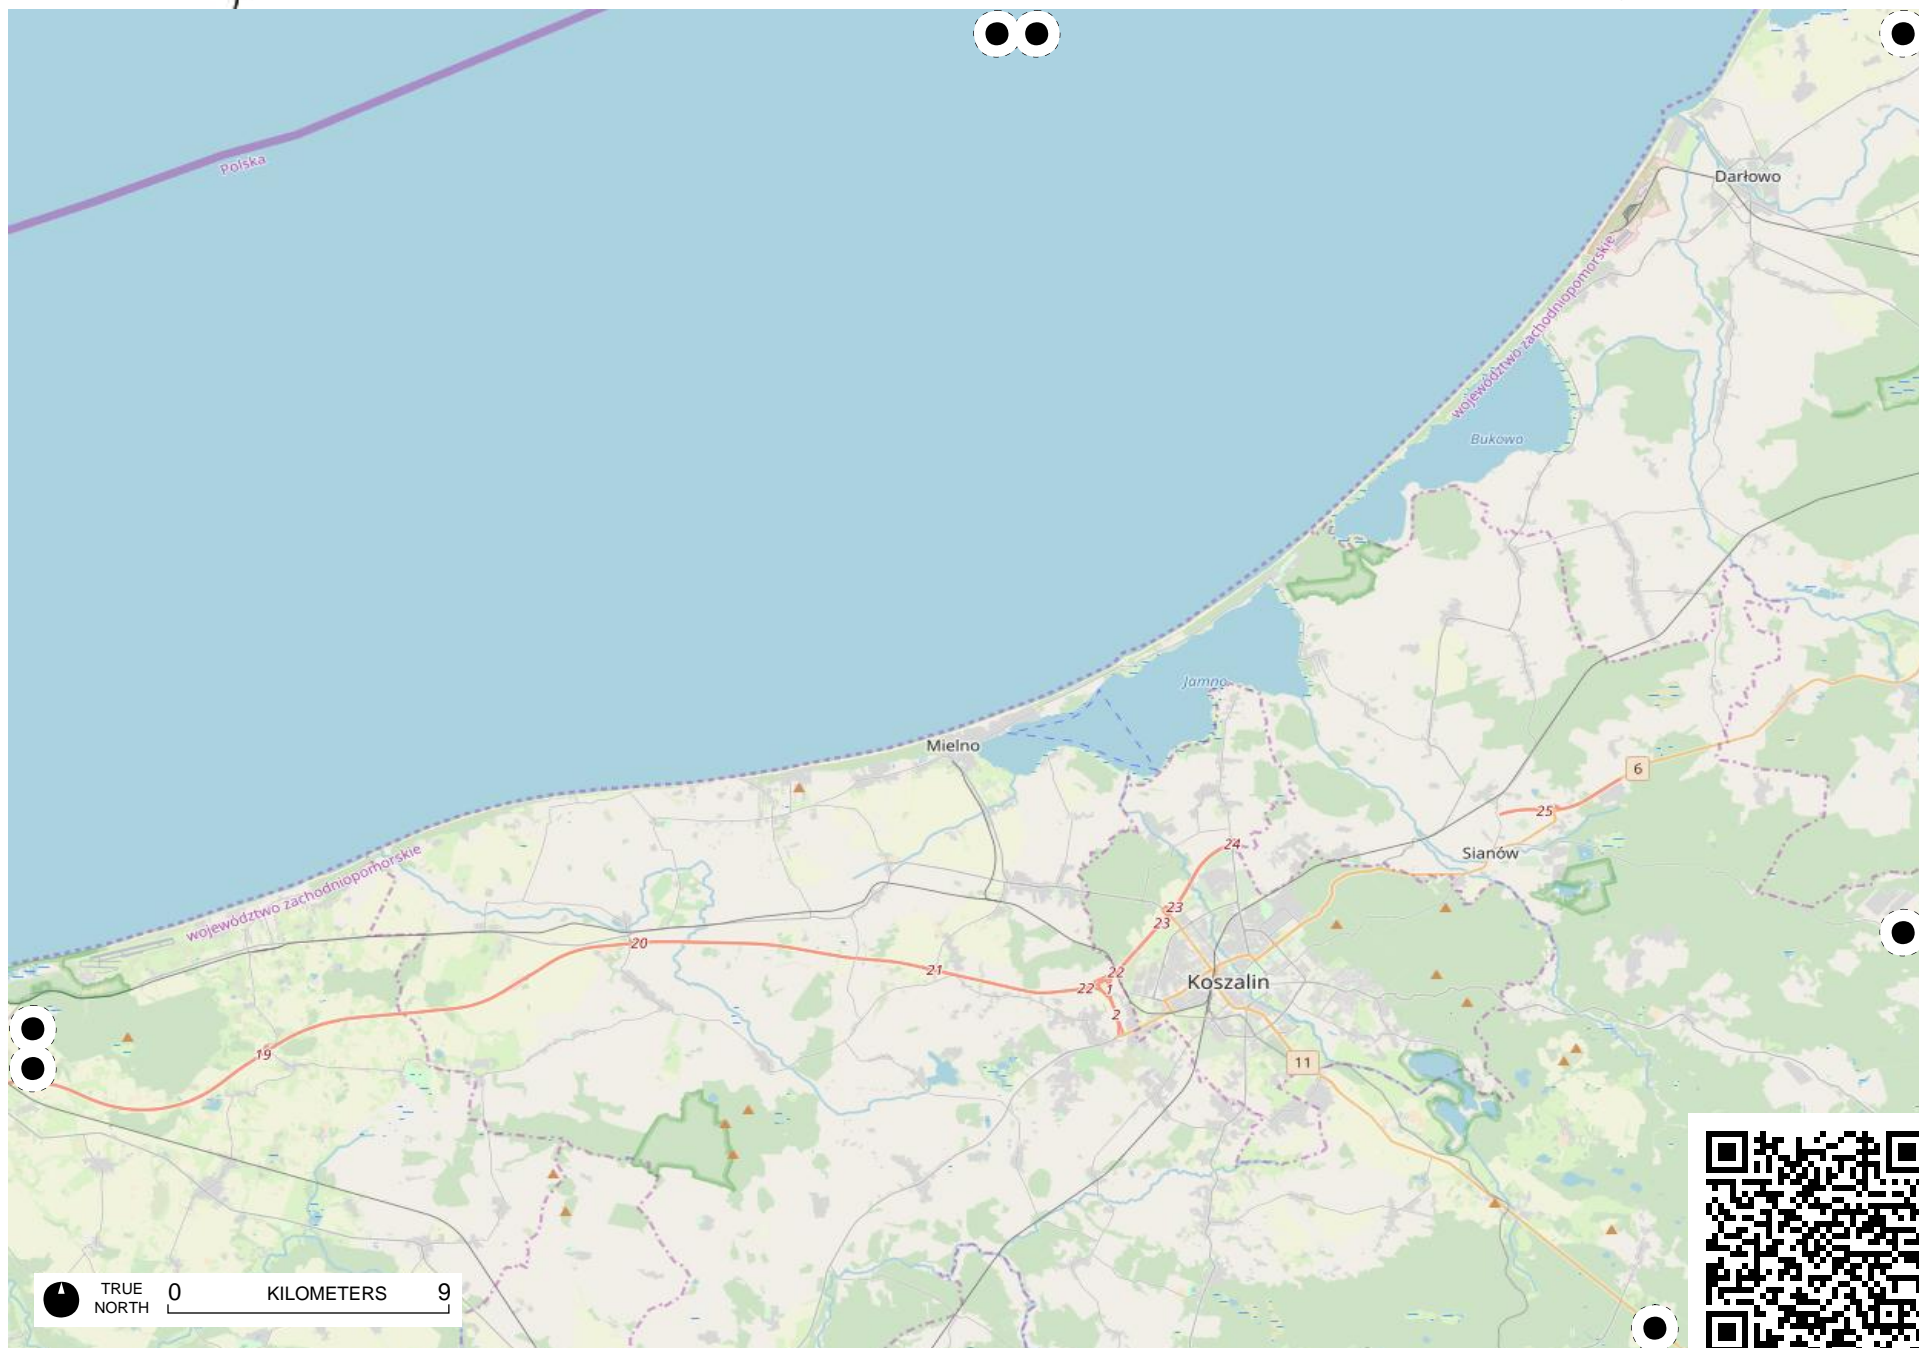 Polska
Darłowo
województwo zachodniopomorskie
Bukowo
Jamno
Mielno
6
25
24
Sianów
województwo zachodniopomorskie
23
23
20
21
22
22
1
Koszalin
2
19
11
TRUE
NORTH
0 KILOMETERS 9